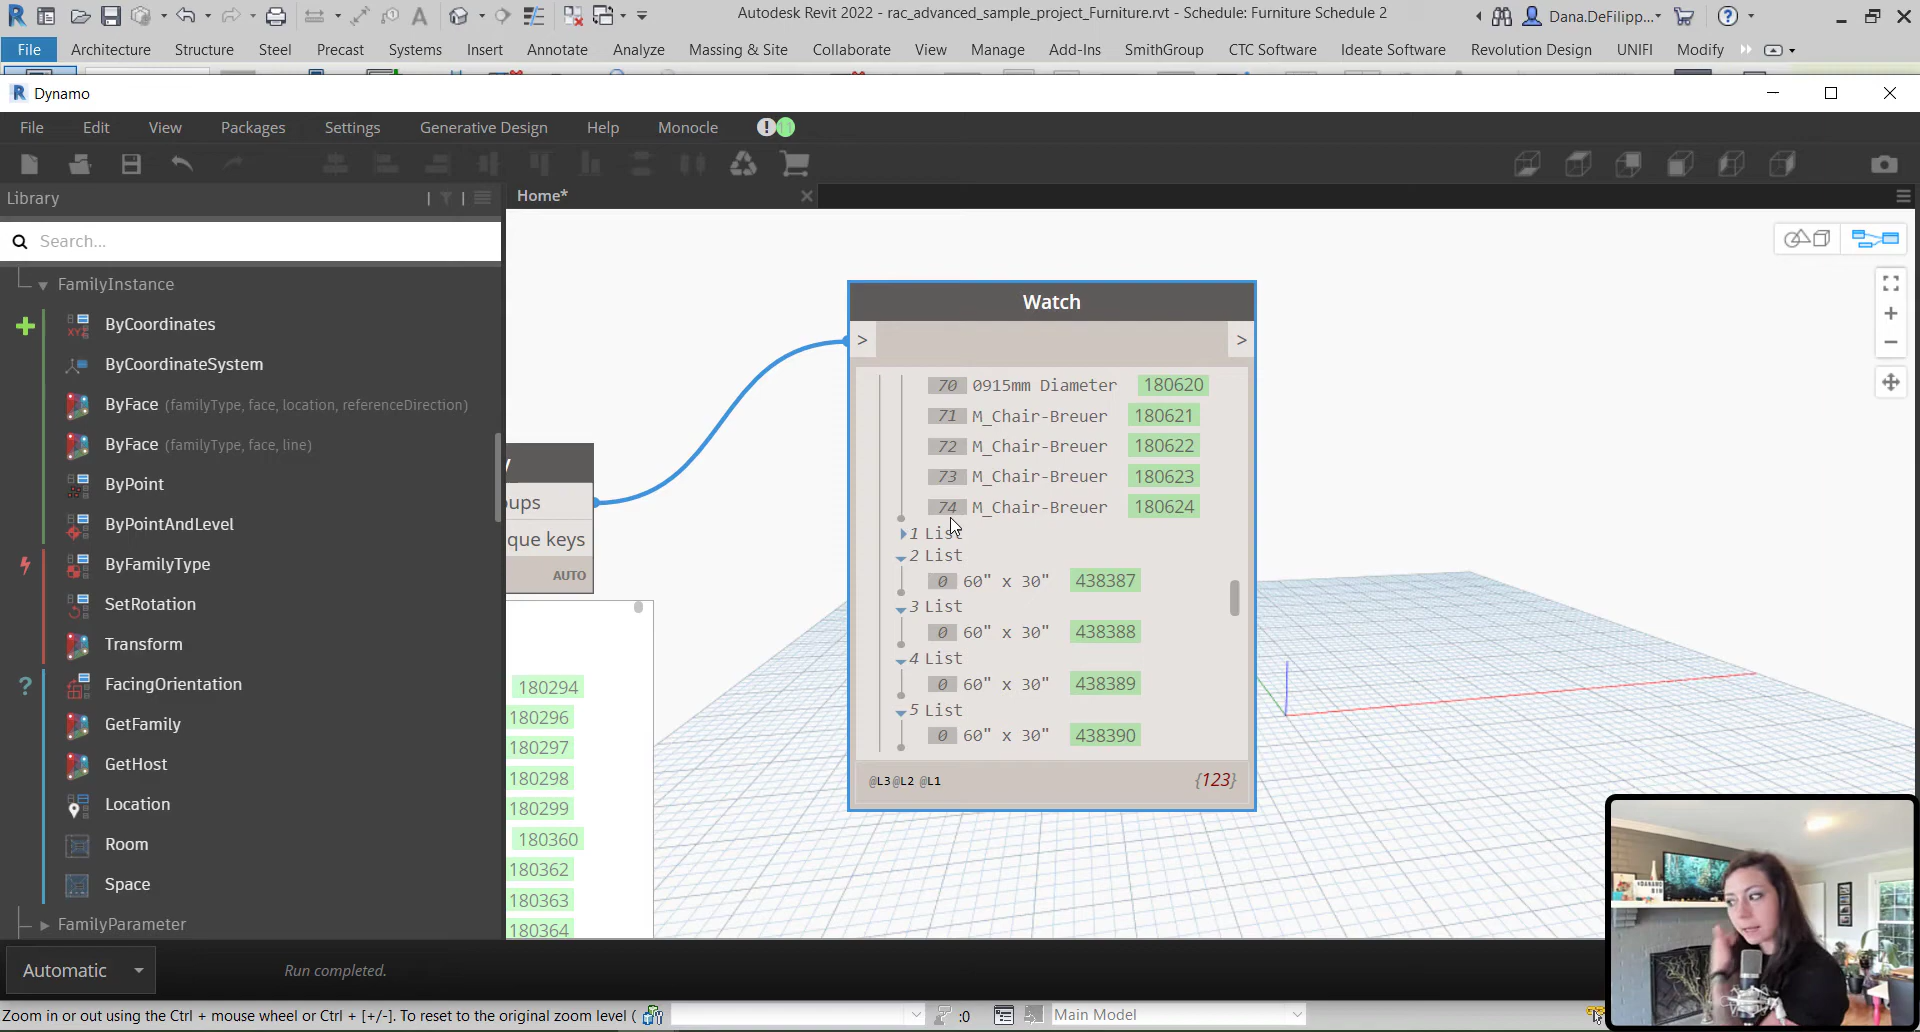 Autodesk Revit 2022 - rac_advanced_sample_project_Furniture.rvt - Schedule: Furniture Schedule 2
Dana.DeFilipp...
File Architecture Structure Steel Precast Systems Insert Annotate Analyze Massing & Site Collaborate View Manage Add-Ins SmithGroup CTC Software Ideate Software Revolution Design UNIFI Modify
Dynamo
File Edit View Packages Settings Generative Design Help Monocle
Library
Home*
Search...
FamilyInstance
ByCoordinates
ByCoordinateSystem
ByFace (familyType, face, location, referenceDirection)
ByFace (familyType, face, line)
ByPoint
ByPointAndLevel
ByFamilyType
SetRotation
Transform
FacingOrientation
GetFamily
GetHost
Location
Room
Space
FamilyParameter
oups
que keys
AUTO
180294
180296
180297
180298
180299
180360
180362
180363
180364
Watch
> >
70 0915mm Diameter 180620
71 M_Chair-Breuer 180621
72 M_Chair-Breuer 180622
73 M_Chair-Breuer 180623
74 M_Chair-Breuer 180624
1 List
2 List
0 60" x 30" 438387
3 List
0 60" x 30" 438388
4 List
0 60" x 30" 438389
5 List
0 60" x 30" 438390
@L3 @L2 @L1 {123}
Automatic
Run completed.
Zoom in or out using the Ctrl + mouse wheel or Ctrl + [+/-]. To reset to the original zoom level (
:0
Main Model